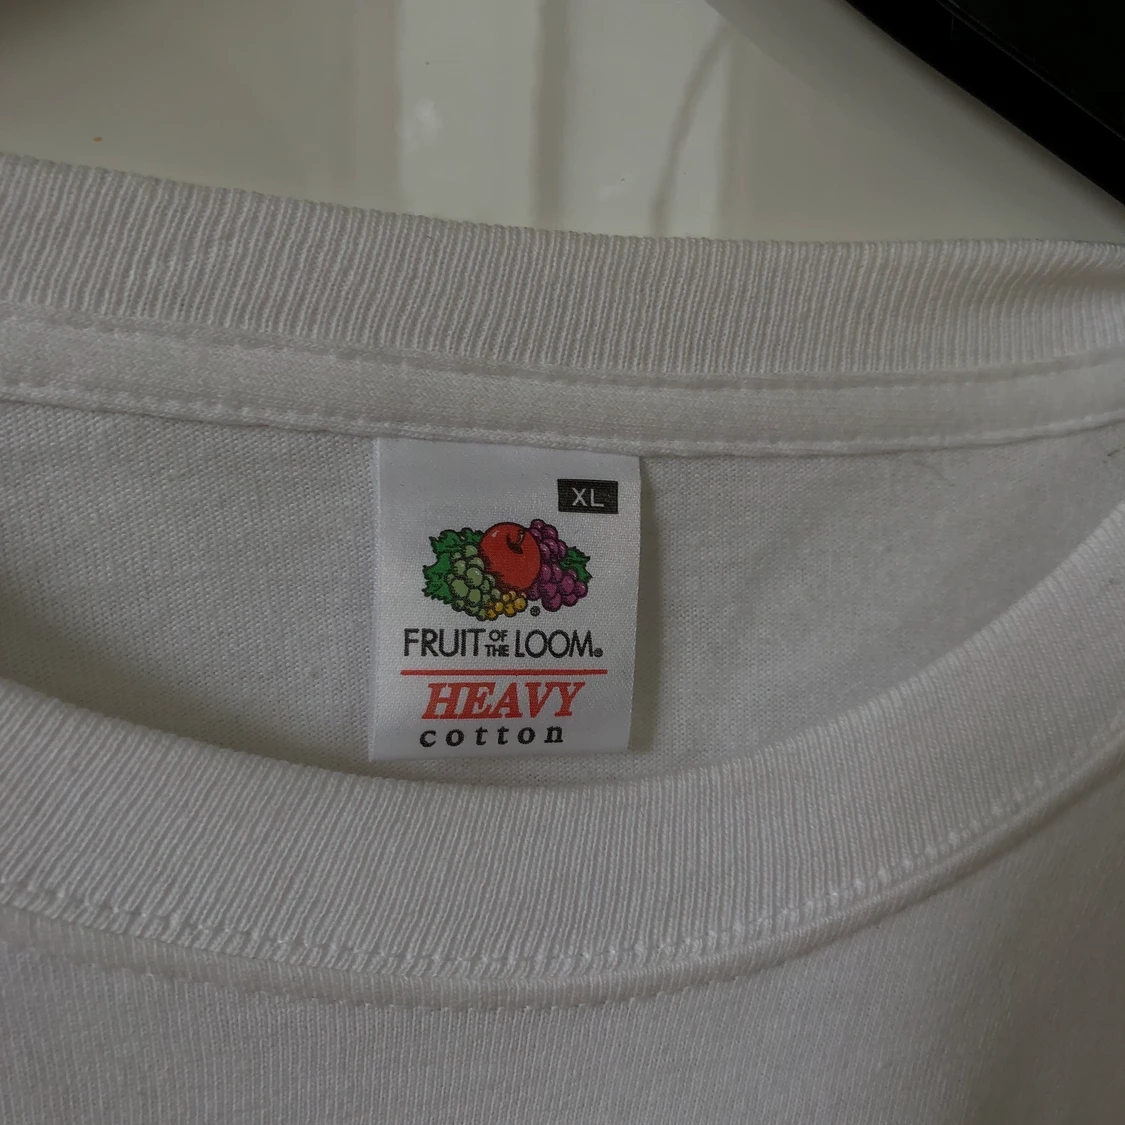 XL
®
FRUIT OF THE LOOM®
HEAVY
cotton